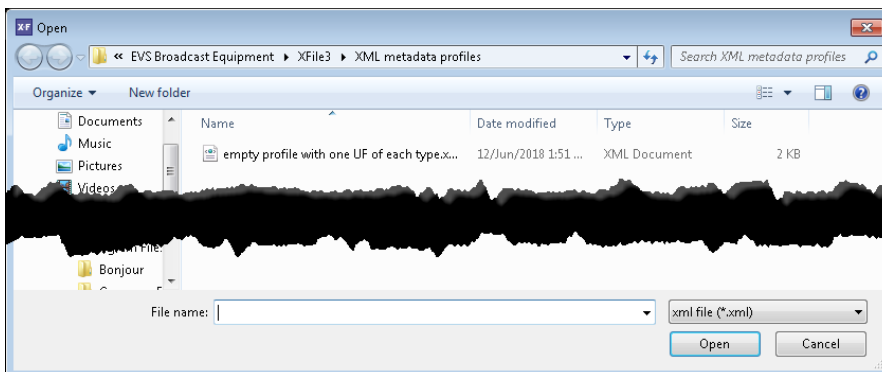 XF Open
« EVS Broadcast Equipment ▸ XFile3 ▸ XML metadata profiles
Search XML metadata profiles
Organize ▾ New folder
Documents
Music
Pictures
Videos
Bonjour
Name Date modified Type Size
empty profile with one UF of each type.x... 12/Jun/2018 1:51 ... XML Document 2 KB
File name:
xml file (*.xml)
Open Cancel